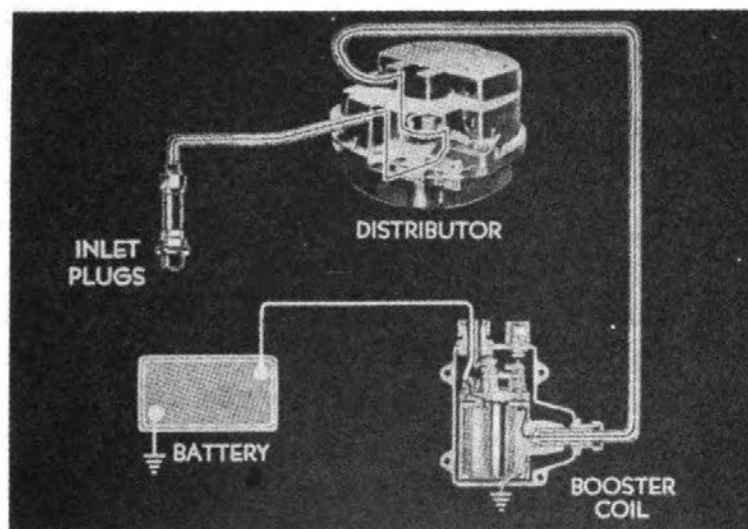 DISTRIBUTOR
INLET
PLUGS
BATTERY
BOOSTER
COIL